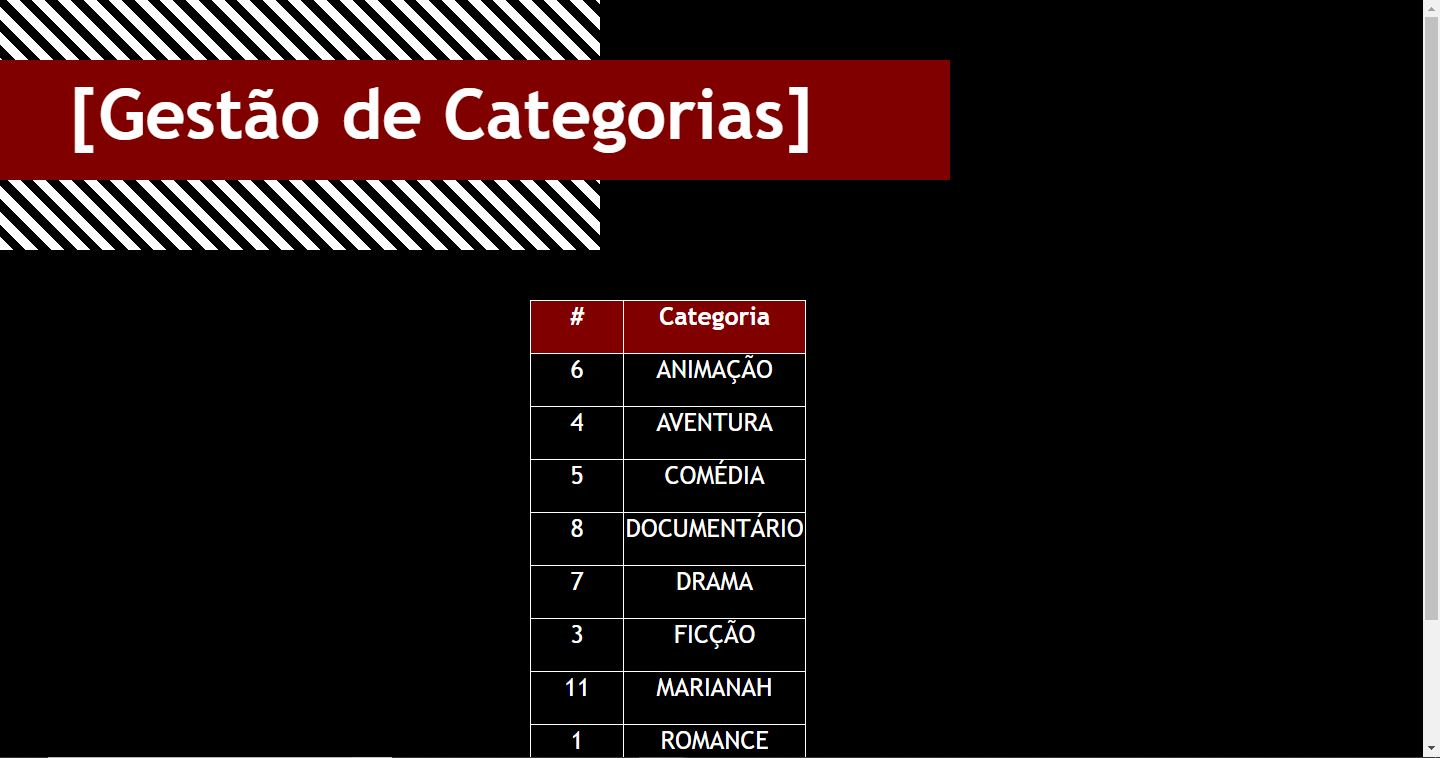 [Gestão de Categorias]
# Categoria
6 ANIMAÇÃO
4 AVENTURA
5 COMÉDIA
8 DOCUMENTÁRIO
7 DRAMA
3 FICÇÃO
11 MARIANAH
1 ROMANCE